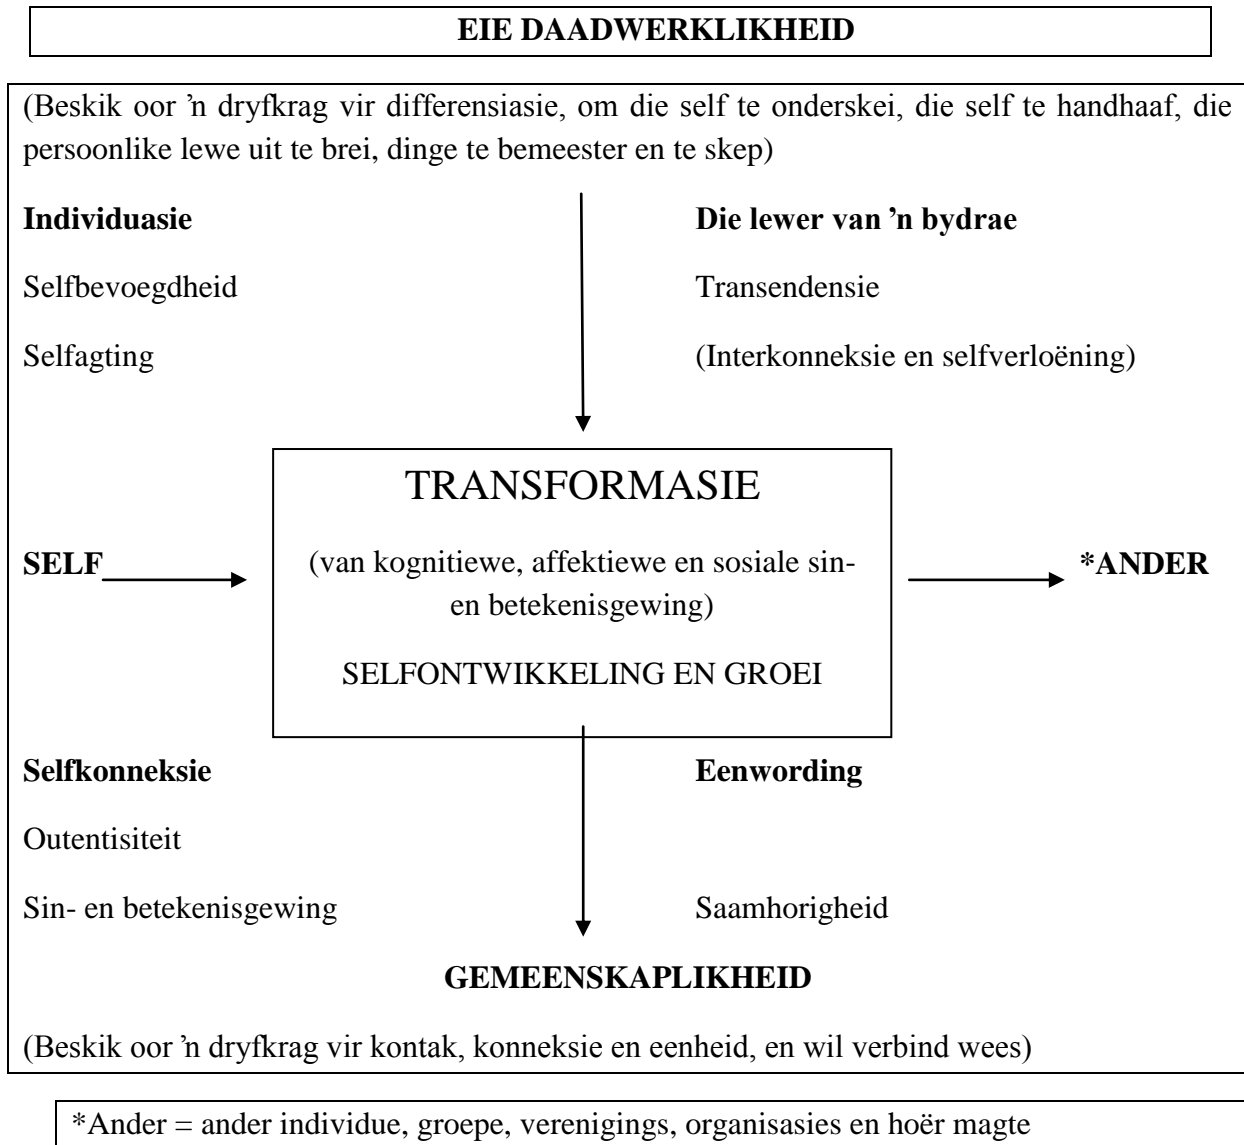 EIE DAADWERKLIKHEID
(Beskik oor ’n dryfkrag vir differensiasie, om die self te onderskei, die self te handhaaf, die
persoonlike lewe uit te brei, dinge te bemeester en te skep)
Individuasie
Die lewer van ’n bydrae
Selfbevoegdheid
Transendensie
Selfagting
(Interkonneksie en selfverloëning)
TRANSFORMASIE
SELF
(van kognitiewe, affektiewe en sosiale sin-
en betekenisgewing)
*ANDER
SELFONTWIKKELING EN GROEI
Selfkonneksie
Eenwording
Outentisiteit
Sin- en betekenisgewing
Saamhorigheid
GEMEENSKAPLIKHEID
(Beskik oor ’n dryfkrag vir kontak, konneksie en eenheid, en wil verbind wees)
*Ander = ander individue, groepe, verenigings, organisasies en hoër magte